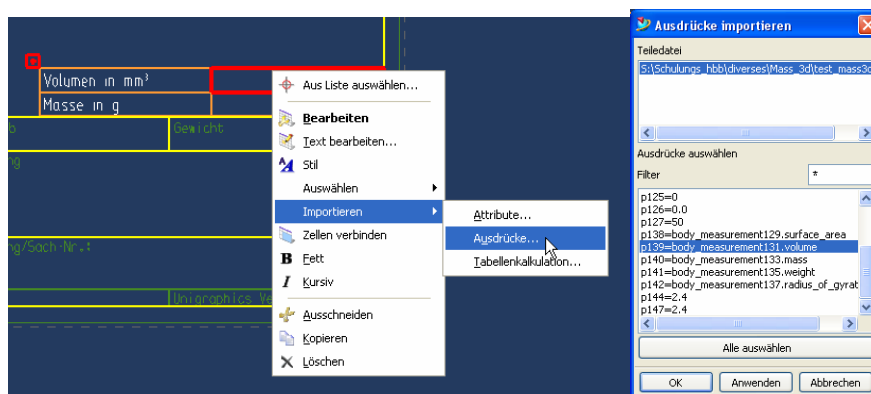 Volumen in mm³
Masse in g
Gewicht
ng
ng/Sach-Nr.:
Unigraphics Ve
Aus Liste auswählen...
Bearbeiten
Text bearbeiten...
Stil
Auswählen
Importieren
Zellen verbinden
Fett
Kursiv
Ausschneiden
Kopieren
Löschen
Attribute...
Ausdrücke...
Tabellenkalkulation...
Ausdrücke importieren
Teiledatei
S:\Schulungs_hbb\diverses\Mass_3d\test_mass3d
Ausdrücke auswählen
Filter *
p125=0
p126=0.0
p127=50
p138=body_measurement129.surface_area
p139=body_measurement131.volume
p140=body_measurement133.mass
p141=body_measurement135.weight
p142=body_measurement137.radius_of_gyrat
p144=2.4
p147=2.4
Alle auswählen
OK Anwenden Abbrechen